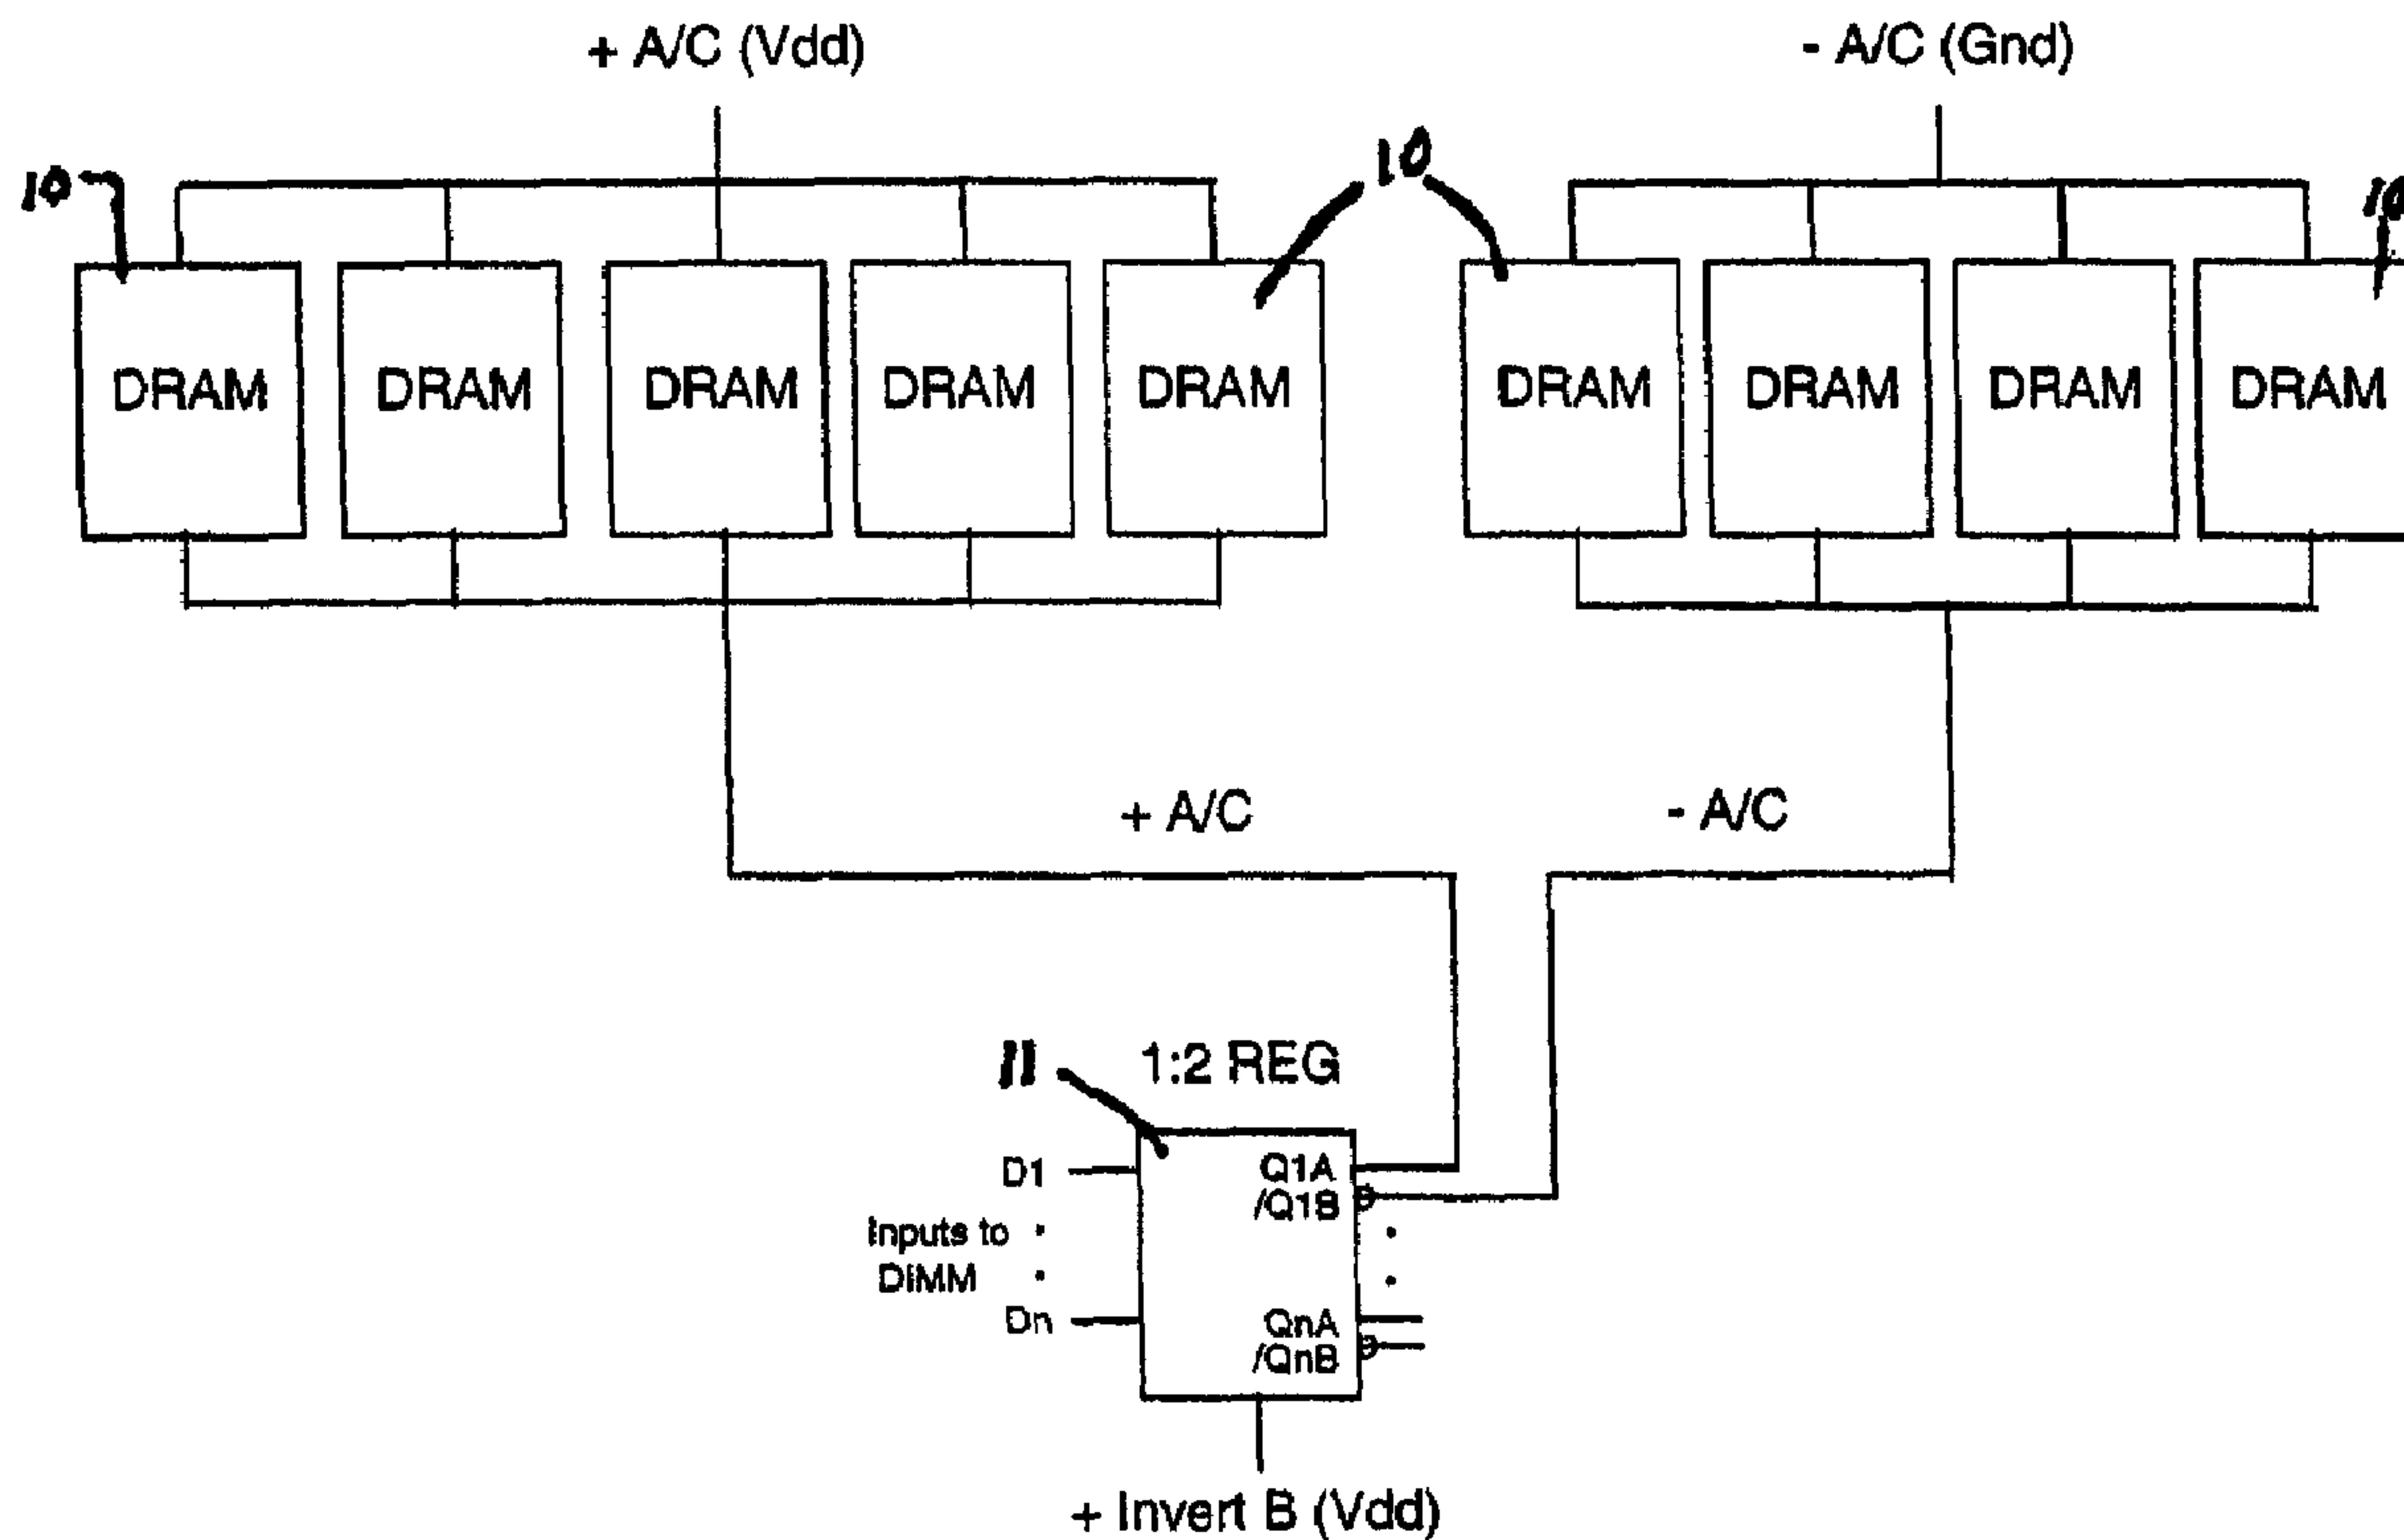 + A/C (Vdd)
- A/C (Gnd)
10
10
10
DRAM
DRAM
DRAM
DRAM
DRAM
DRAM
DRAM
DRAM
DRAM
+ A/C
- A/C
11
1:2 REG
D1
Q1A
/Q1B
Inputs to
DIMM
Dn
QnA
/QnB
+ Invert B (Vdd)